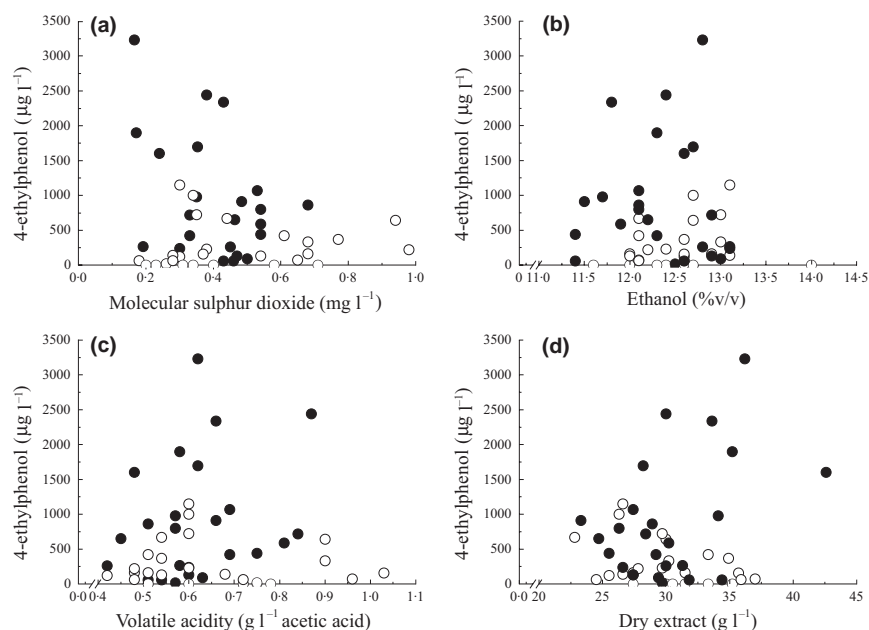 (a)
4-ethylphenol (µg l⁻¹)
3500
3000
2500
2000
1500
1000
500
0
0·0 0·2 0·4 0·6 0·8 1·0
Molecular sulphur dioxide (mg l⁻¹)
(b)
4-ethylphenol (µg l⁻¹)
3500
3000
2500
2000
1500
1000
500
0
0·0 11·0 11·5 12·0 12·5 13·0 13·5 14·0 14·5
Ethanol (%v/v)
(c)
4-ethylphenol (µg l⁻¹)
3500
3000
2500
2000
1500
1000
500
0
0·0 0·4 0·5 0·6 0·7 0·8 0·9 1·0 1·1
Volatile acidity (g l⁻¹ acetic acid)
(d)
4-ethylphenol (µg l⁻¹)
3500
3000
2500
2000
1500
1000
500
0
0·0 20 25 30 35 40 45
Dry extract (g l⁻¹)